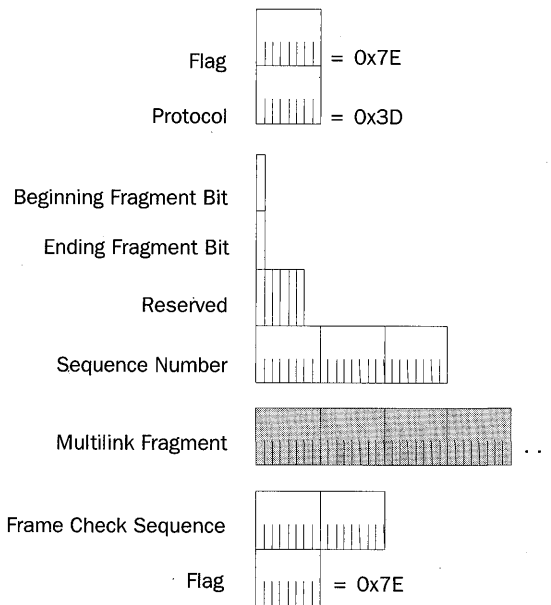 Flag = 0x7E
Protocol = 0x3D
Beginning Fragment Bit
Ending Fragment Bit
Reserved
Sequence Number
Multilink Fragment ..
Frame Check Sequence
Flag = 0x7E